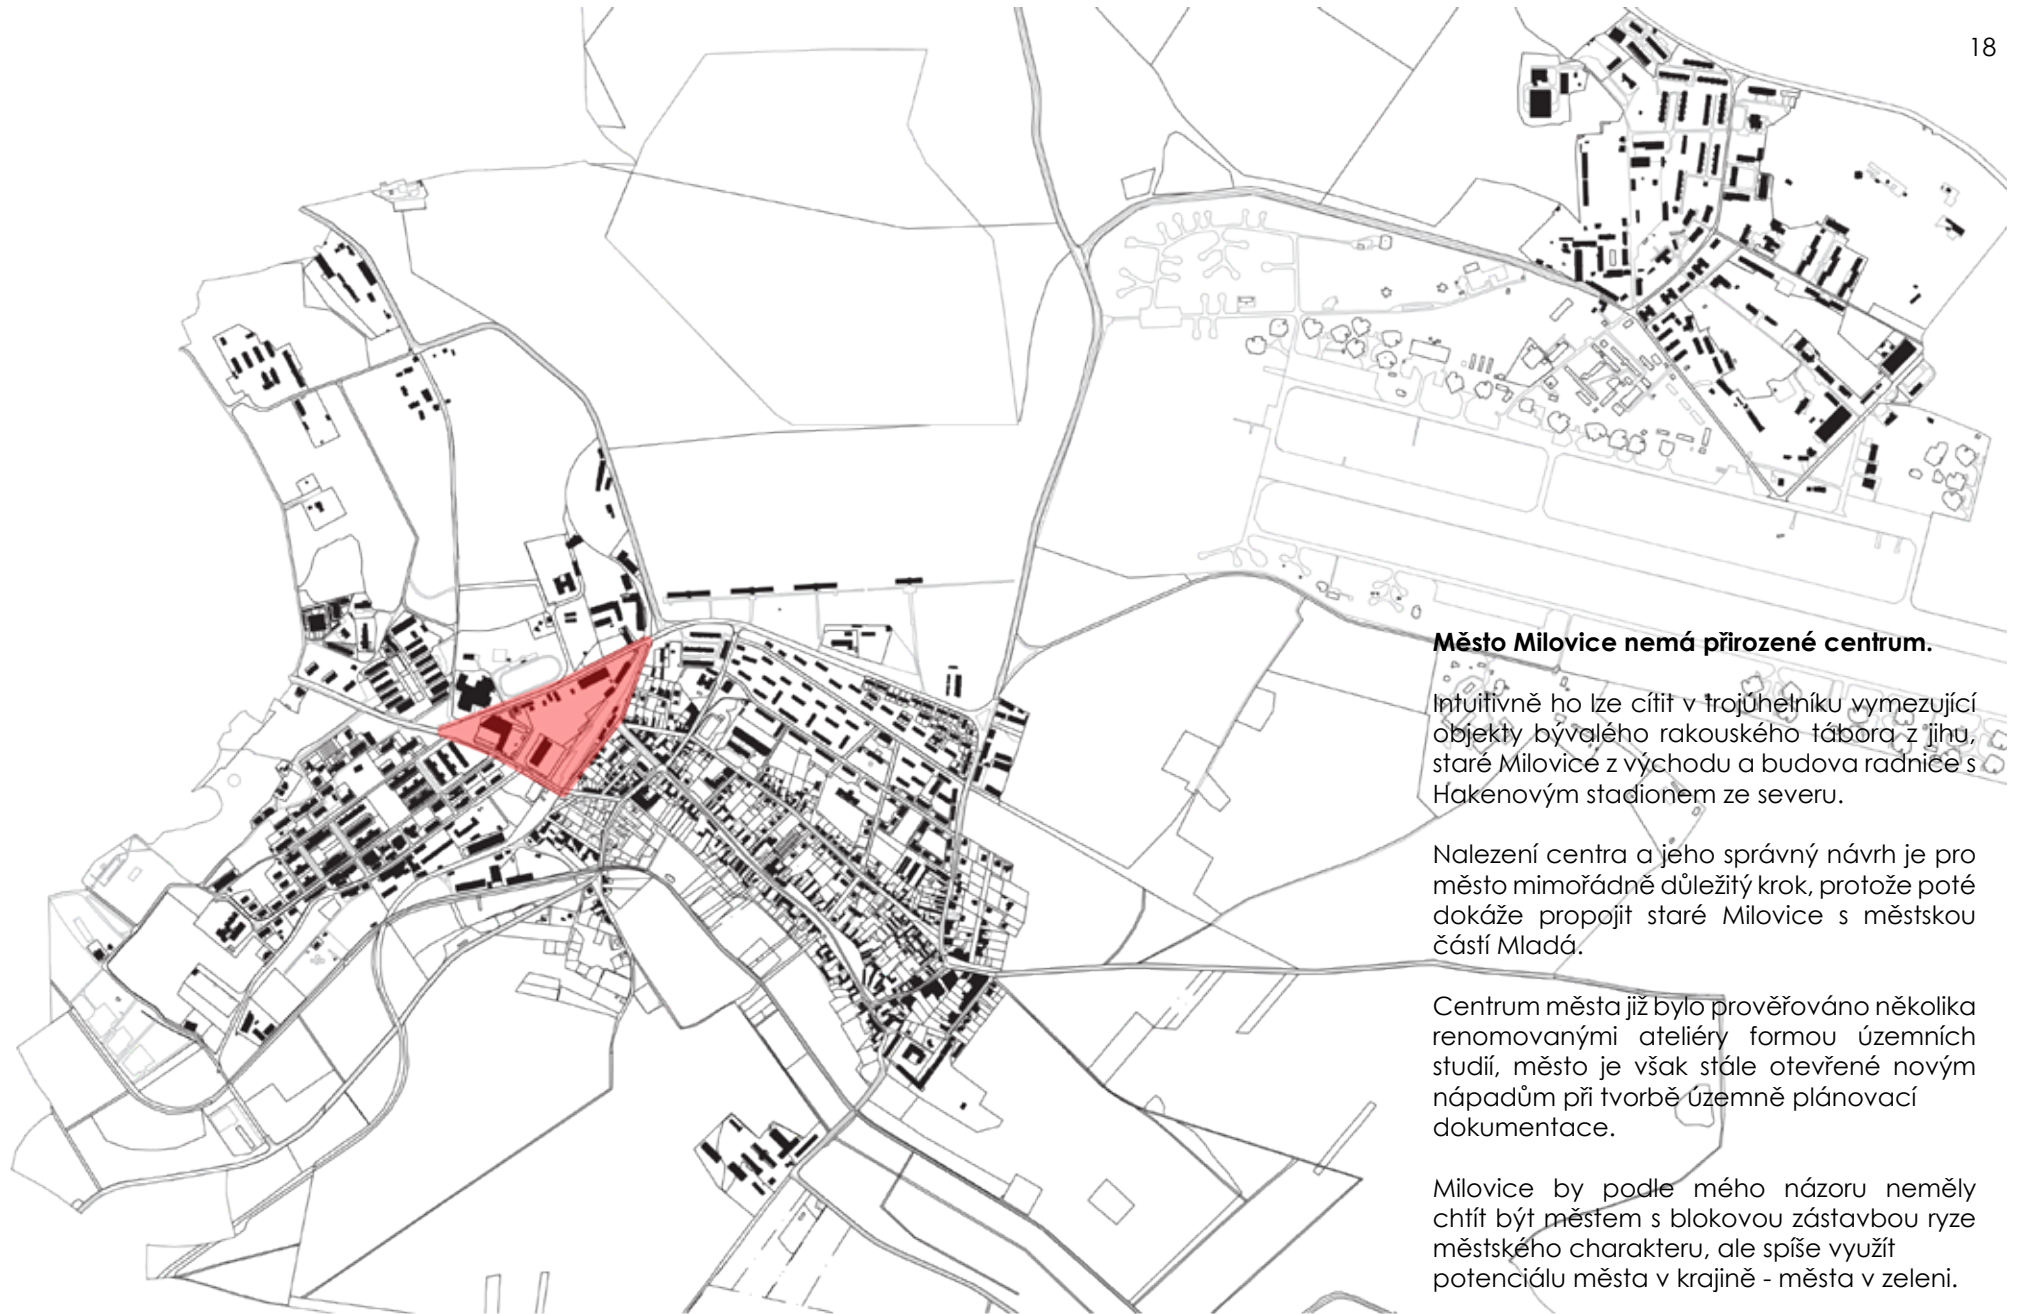 18
Město Milovice nemá přirozené centrum.
Intuitivně ho lze cítit v trojúhelníku vymezující
objekty bývalého rakouského tábora z jihu,
staré Milovice z východu a budova radnice s
Hakenovým stadionem ze severu.
Nalezení centra a jeho správný návrh je pro
město mimořádně důležitý krok, protože poté
dokáže propojit staré Milovice s městskou
částí Mladá.
Centrum města již bylo prověřováno několika
renomovanými ateliéry formou územních
studií, město je však stále otevřené novým
nápadům při tvorbě územně plánovací
dokumentace.
Milovice by podle mého názoru neměly
chtít být městem s blokovou zástavbou ryze
městského charakteru, ale spíše využít
potenciálu města v krajině - města v zeleni.